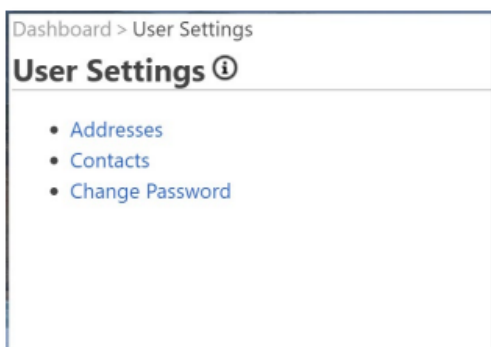 Dashboard > User Settings
User Settings ⓘ
• Addresses
• Contacts
• Change Password